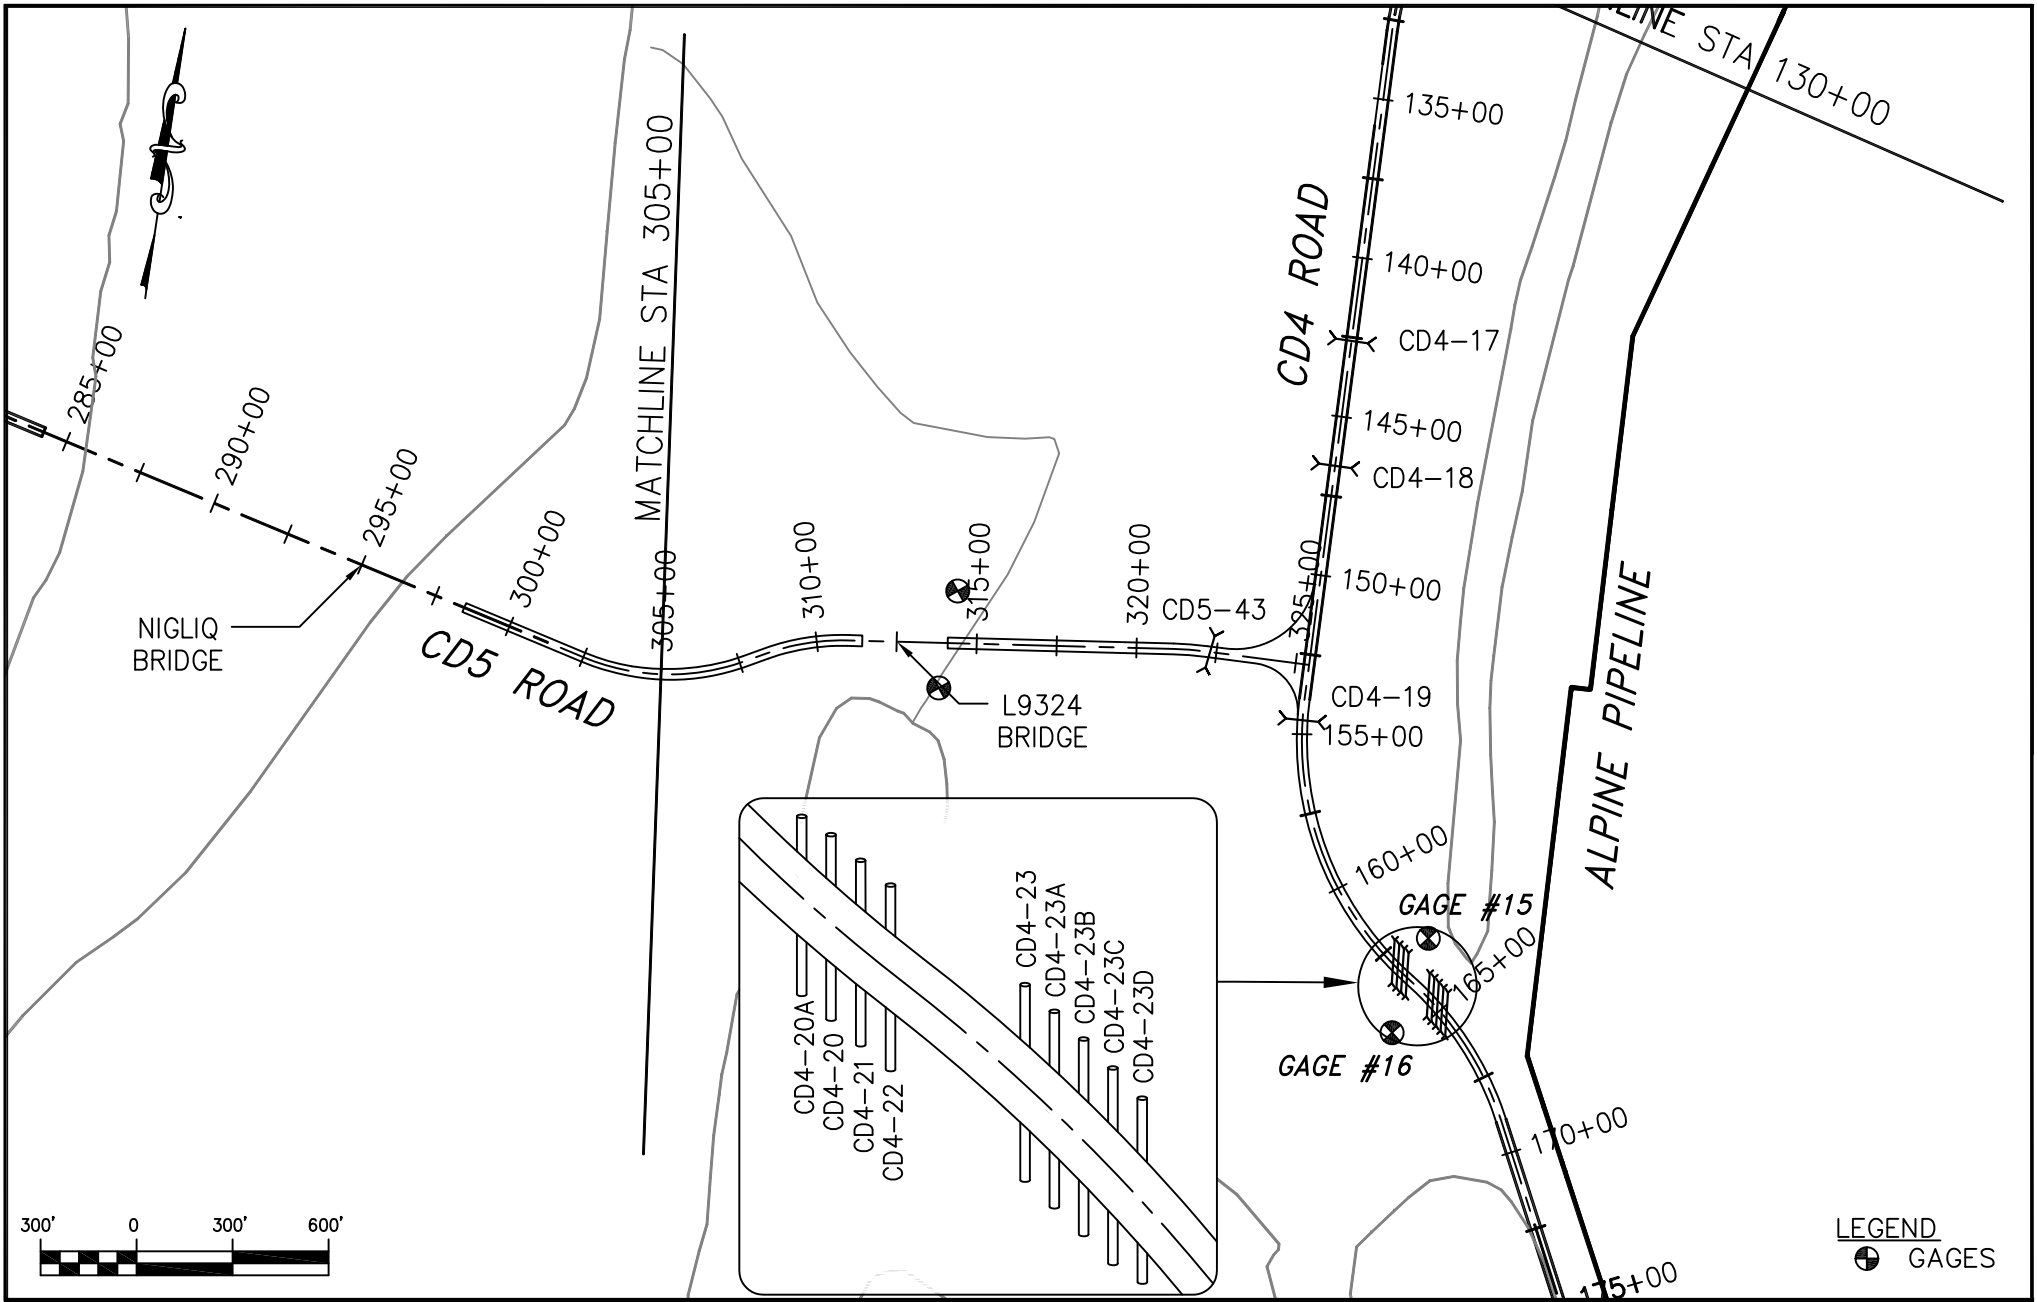 STA 130+00
135+00
MATCHLINE STA 305+00
CD4 ROAD
140+00
CD4-17
285+00
290+00
145+00
295+00
CD4-18
300+00
305+00
310+00
315+00
320+00
325+00
150+00
CD5-43
ALPINE PIPELINE
NIGLIQ
BRIDGE
CD5 ROAD
L9324
BRIDGE
CD4-19
155+00
160+00
GAGE #15
165+00
CD4-23
CD4-23A
CD4-23B
CD4-23C
CD4-23D
CD4-20A
CD4-20
CD4-21
CD4-22
GAGE #16
170+00
300' 0 300' 600'
LEGEND
GAGES
175+00